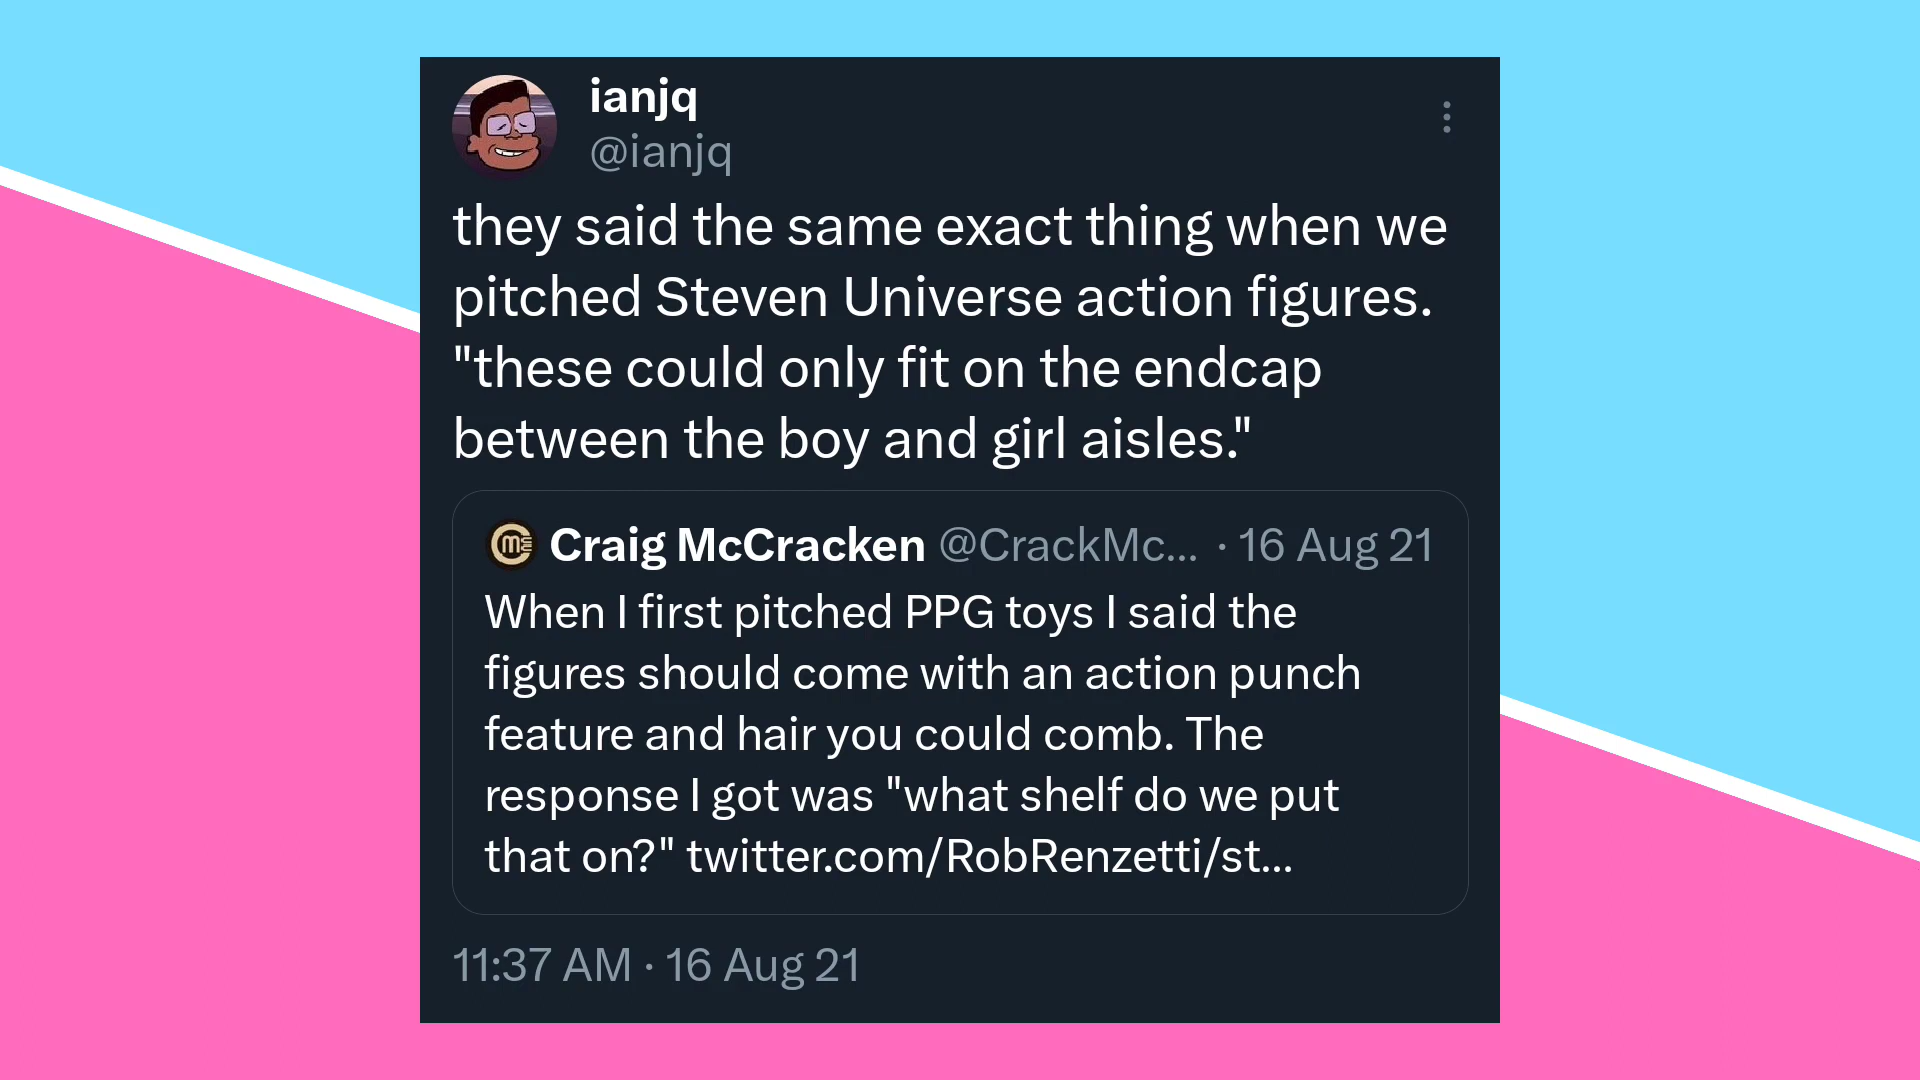 ianjq
@ianjq
they said the same exact thing when we
pitched Steven Universe action figures.
"these could only fit on the endcap
between the boy and girl aisles."
Craig McCracken @CrackMc... · 16 Aug 21
When I first pitched PPG toys I said the
figures should come with an action punch
feature and hair you could comb. The
response I got was "what shelf do we put
that on?" twitter.com/RobRenzetti/st...
11:37 AM · 16 Aug 21